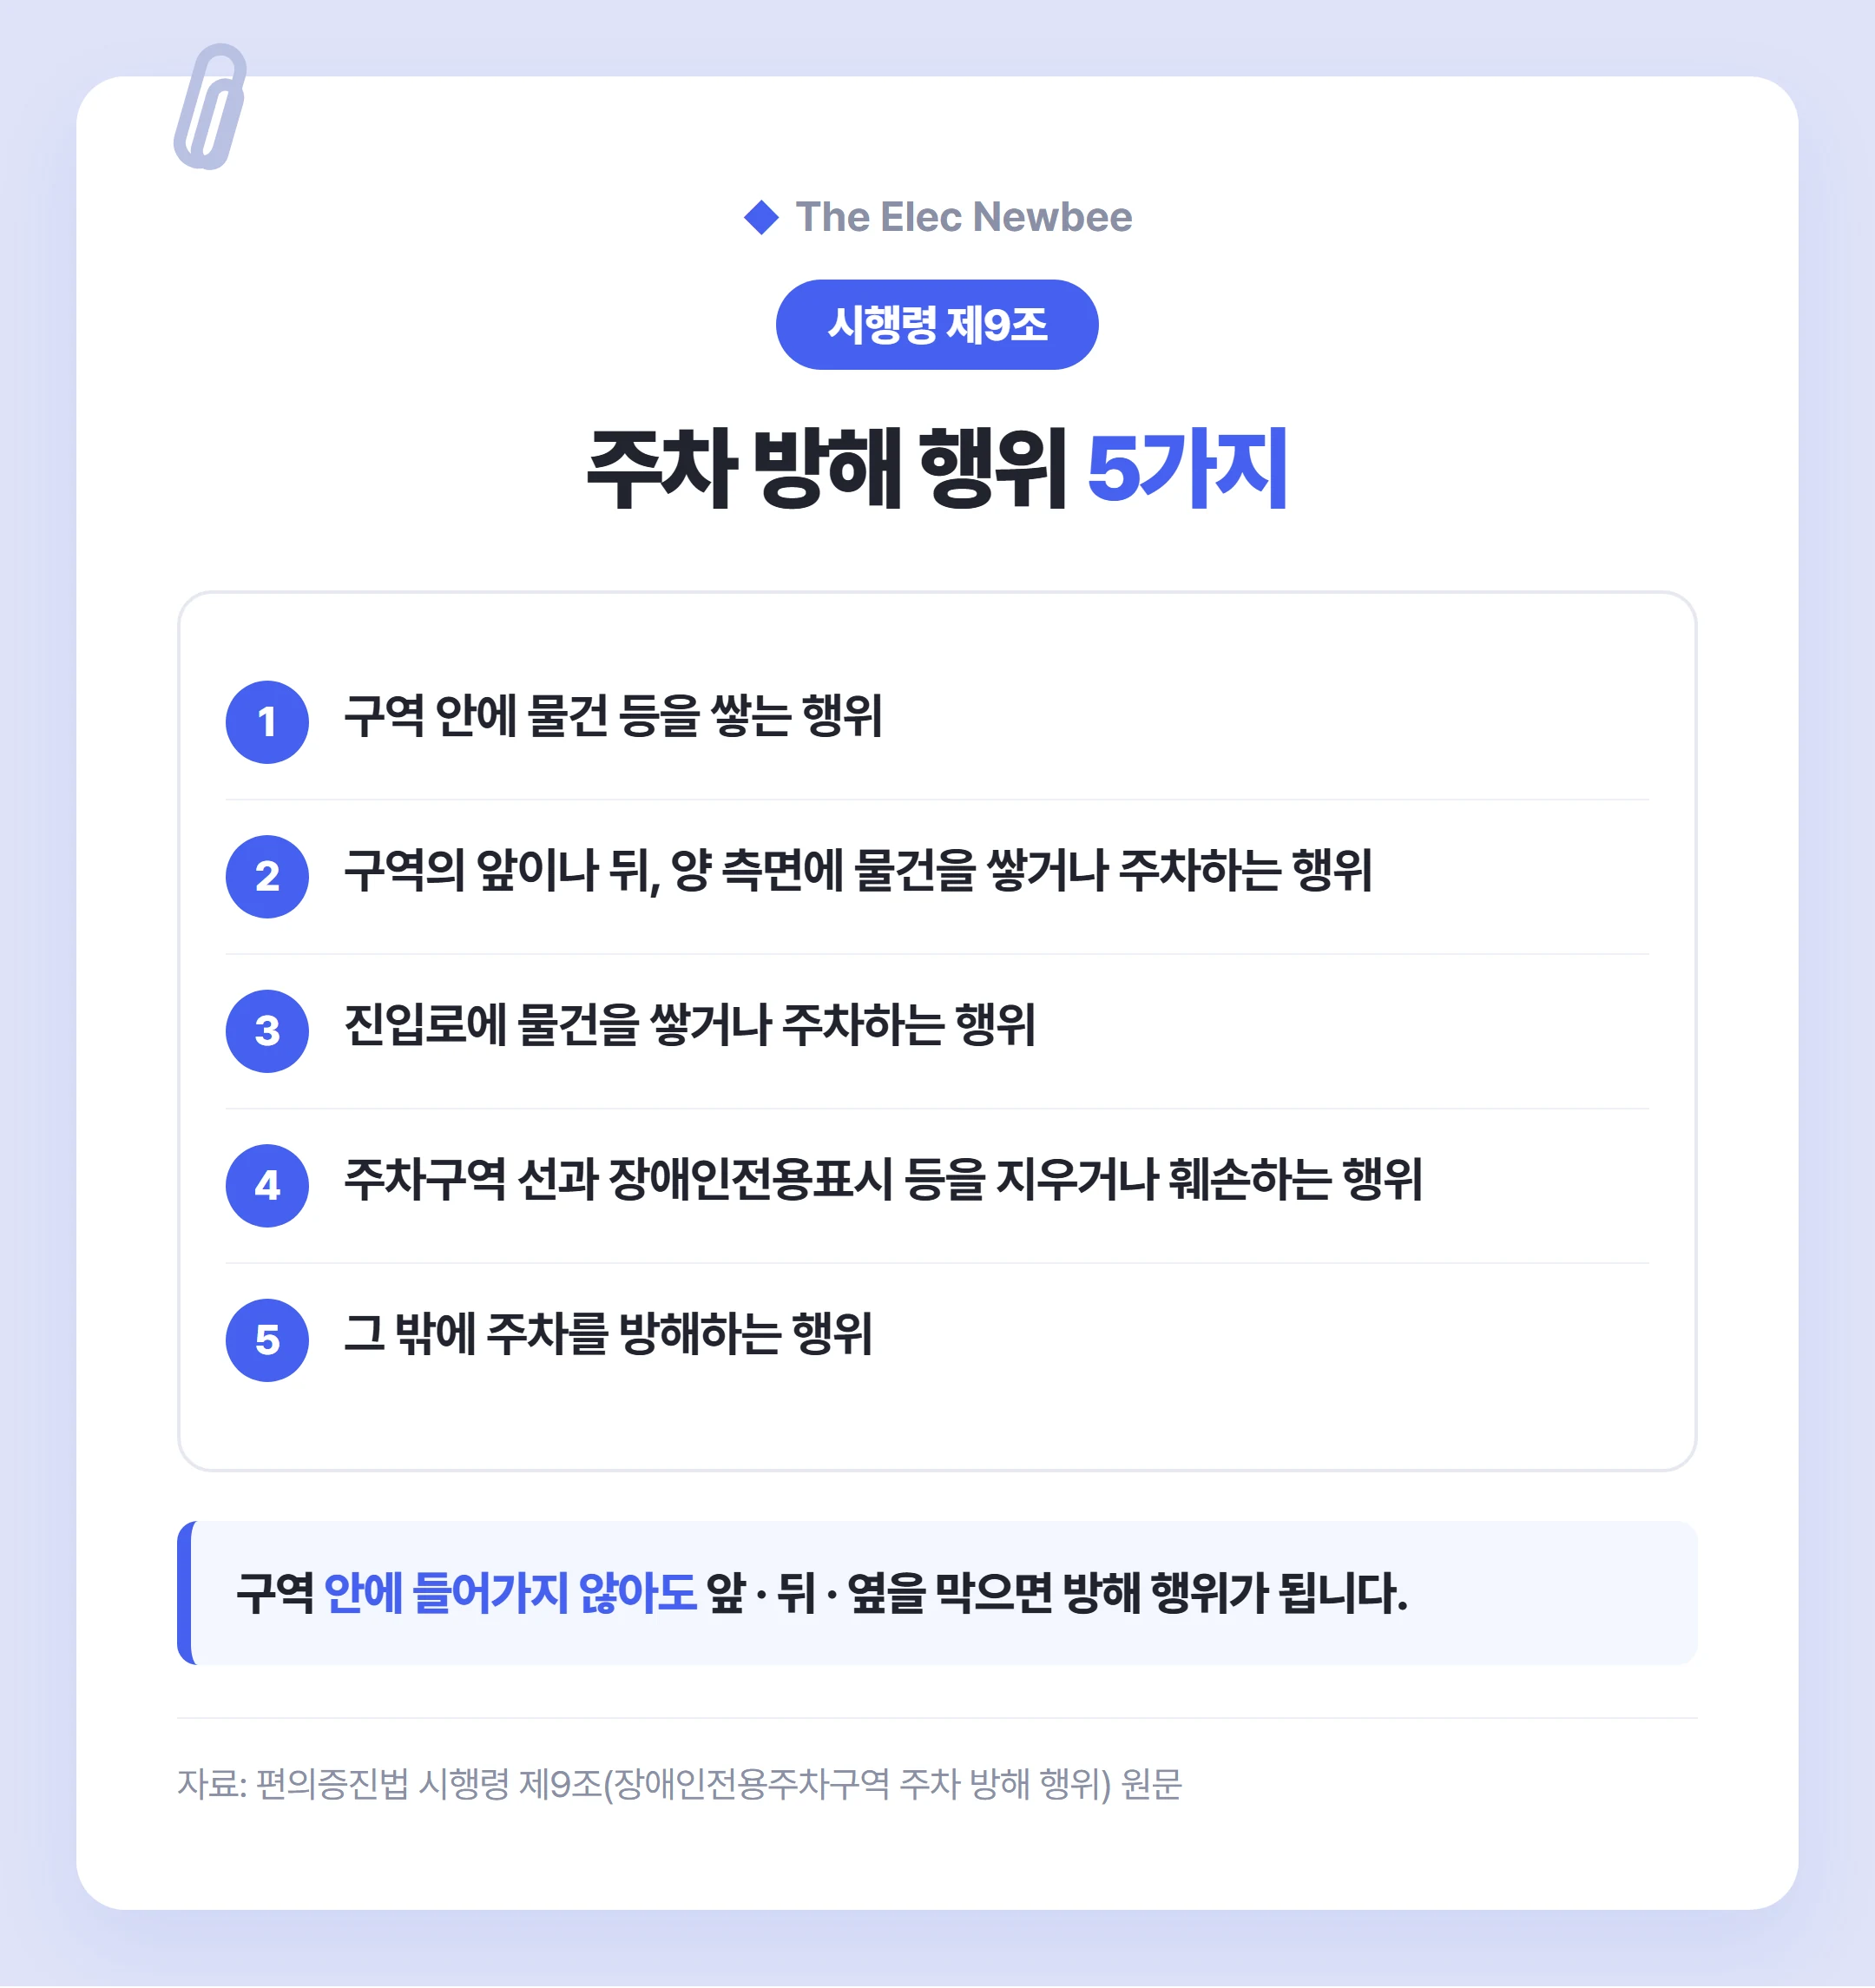 The Elec Newbee
시행령 제9조
주차 방해 행위 5가지
1 구역 안에 물건 등을 쌓는 행위
2 구역의 앞이나 뒤, 양 측면에 물건을 쌓거나 주차하는 행위
3 진입로에 물건을 쌓거나 주차하는 행위
4 주차구역 선과 장애인전용표시 등을 지우거나 훼손하는 행위
5 그 밖에 주차를 방해하는 행위
구역 안에 들어가지 않아도 앞 · 뒤 · 옆을 막으면 방해 행위가 됩니다.
자료: 편의증진법 시행령 제9조(장애인전용주차구역 주차 방해 행위) 원문